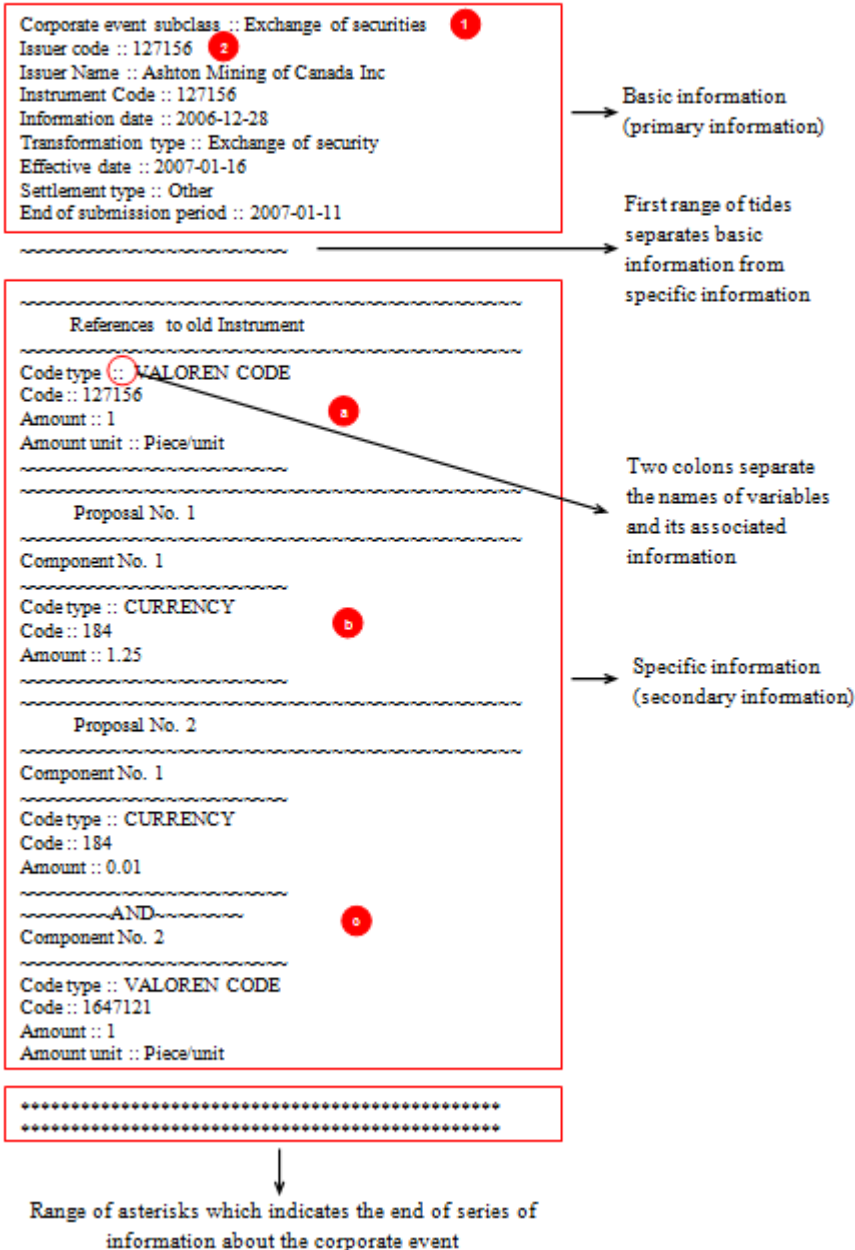 Corporate event subclass :: Exchange of securities 1
Issuer code :: 127156 2
Issuer Name :: Ashton Mining of Canada Inc
Instrument Code :: 127156
Information date :: 2006-12-28
Transformation type :: Exchange of security
Effective date :: 2007-01-16
Settlement type :: Other
End of submission period :: 2007-01-11
Basic information
(primary information)
~~~~~~~~~~~~~~~~~~~~~~~~~~~
First range of tides
separates basic
information from
specific information
~~~~~~~~~~~~~~~~~~~~~~~~~~~~~~~~~~~~~~~~~~~~~~~~~~
References to old Instrument
~~~~~~~~~~~~~~~~~~~~~~~~~~~~~~~~~~~~~~~~~~~~~~~~~~
Code type :: VALOREN CODE
Code :: 127156
Amount :: 1
a
Amount unit :: Piece/unit
~~~~~~~~~~~~~~~~~~~~~~~~~~~
~~~~~~~~~~~~~~~~~~~~~~~~~~~~~~~~~~~~~~~~~~~~~~~~~~
Proposal No. 1
~~~~~~~~~~~~~~~~~~~~~~~~~~~~~~~~~~~~~~~~~~~~~~~~~~
Two colons separate
the names of variables
and its associated
information
Component No. 1
~~~~~~~~~~~~~~~~~~~~~~~~~~~
Code type :: CURRENCY
Code :: 184
b
Amount :: 1.25
~~~~~~~~~~~~~~~~~~~~~~~~~~~
~~~~~~~~~~~~~~~~~~~~~~~~~~~~~~~~~~~~~~~~~~~~~~~~~~
Specific information
(secondary information)
Proposal No. 2
~~~~~~~~~~~~~~~~~~~~~~~~~~~~~~~~~~~~~~~~~~~~~~~~~~
Component No. 1
~~~~~~~~~~~~~~~~~~~~~~~~~~~
Code type :: CURRENCY
Code :: 184
Amount :: 0.01
~~~~~~~~~~~~~~~~~~~~~~~~~~~
~~~~~~~~~AND~~~~~~~~~
c
Component No. 2
~~~~~~~~~~~~~~~~~~~~~~~~~~~
Code type :: VALOREN CODE
Code :: 1647121
Amount :: 1
Amount unit :: Piece/unit
**************************************************
**************************************************
Range of asterisks which indicates the end of series of
information about the corporate event